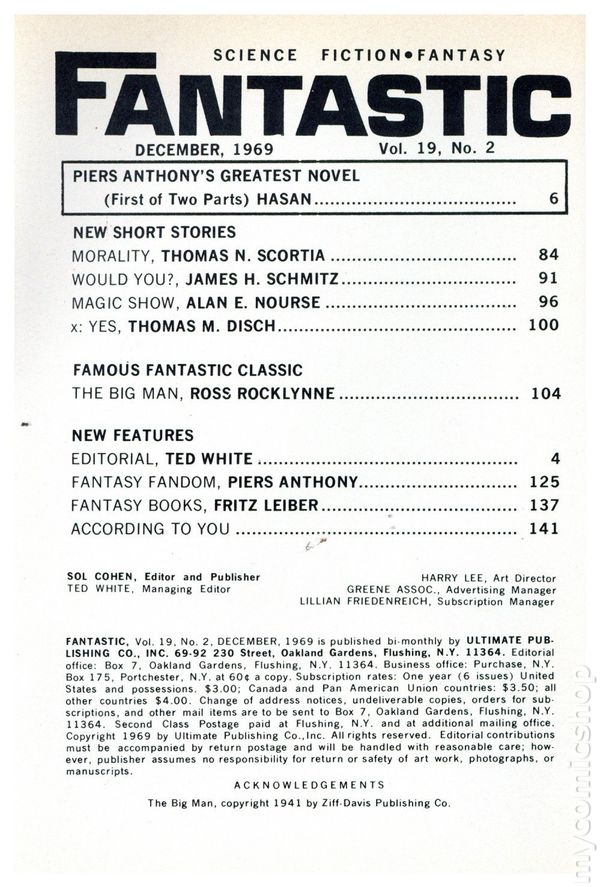 SCIENCE FICTION•FANTASY
FANTASTIC
DECEMBER, 1969 Vol. 19, No. 2
PIERS ANTHONY'S GREATEST NOVEL
(First of Two Parts) HASAN.................................... 6
NEW SHORT STORIES
MORALITY, THOMAS N. SCORTIA ................................. 84
WOULD YOU?, JAMES H. SCHMITZ............................... 91
MAGIC SHOW, ALAN E. NOURSE .................................. 96
x: YES, THOMAS M. DISCH.......................................... 100
FAMOUS FANTASTIC CLASSIC
THE BIG MAN, ROSS ROCKLYNNE ................................ 104
NEW FEATURES
EDITORIAL, TED WHITE .............................................. 4
FANTASY FANDOM, PIERS ANTHONY............................ 125
FANTASY BOOKS, FRITZ LEIBER ................................... 137
ACCORDING TO YOU .................................................. 141
SOL COHEN, Editor and Publisher HARRY LEE, Art Director
TED WHITE, Managing Editor GREENE ASSOC., Advertising Manager
LILLIAN FRIEDENREICH, Subscription Manager
FANTASTIC, Vol. 19, No. 2, DECEMBER, 1969 is published bi-monthly by ULTIMATE PUB-
LISHING CO., INC. 69-92 230 Street, Oakland Gardens, Flushing, N.Y. 11364. Editorial
office: Box 7, Oakland Gardens, Flushing, N.Y. 11364. Business office: Purchase, N.Y.
Box 175, Portchester, N.Y. at 60¢ a copy. Subscription rates: One year (6 issues) United
States and possessions. $3.00; Canada and Pan American Union countries: $3.50; all
other countries $4.00. Change of address notices, undeliverable copies, orders for sub-
scriptions, and other mail items are to be sent to Box 7, Oakland Gardens, Flushing, N.Y.
11364. Second Class Postage paid at Flushing, N.Y. and at additional mailing office.
Copyright 1969 by Ultimate Publishing Co., Inc. All rights reserved. Editorial contributions
must be accompanied by return postage and will be handled with reasonable care; how-
ever, publisher assumes no responsibility for return or safety of art work, photographs, or
manuscripts.
ACKNOWLEDGEMENTS
The Big Man, copyright 1941 by Ziff-Davis Publishing Co.
mycomicshop